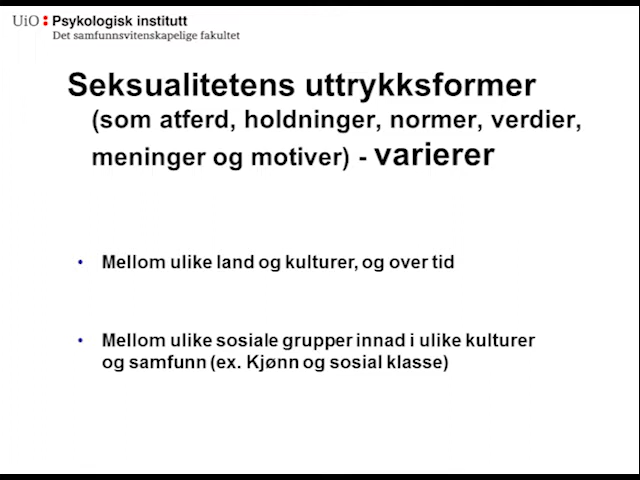 UiO: Psykologisk institutt
Det samfunnsvitenskapelige fakultet
Seksualitetens uttrykksformer
(som atferd, holdninger, normer, verdier,
meninger og motiver) - varierer
• Mellom ulike land og kulturer, og over tid
• Mellom ulike sosiale grupper innad i ulike kulturer
og samfunn (ex. Kjønn og sosial klasse)